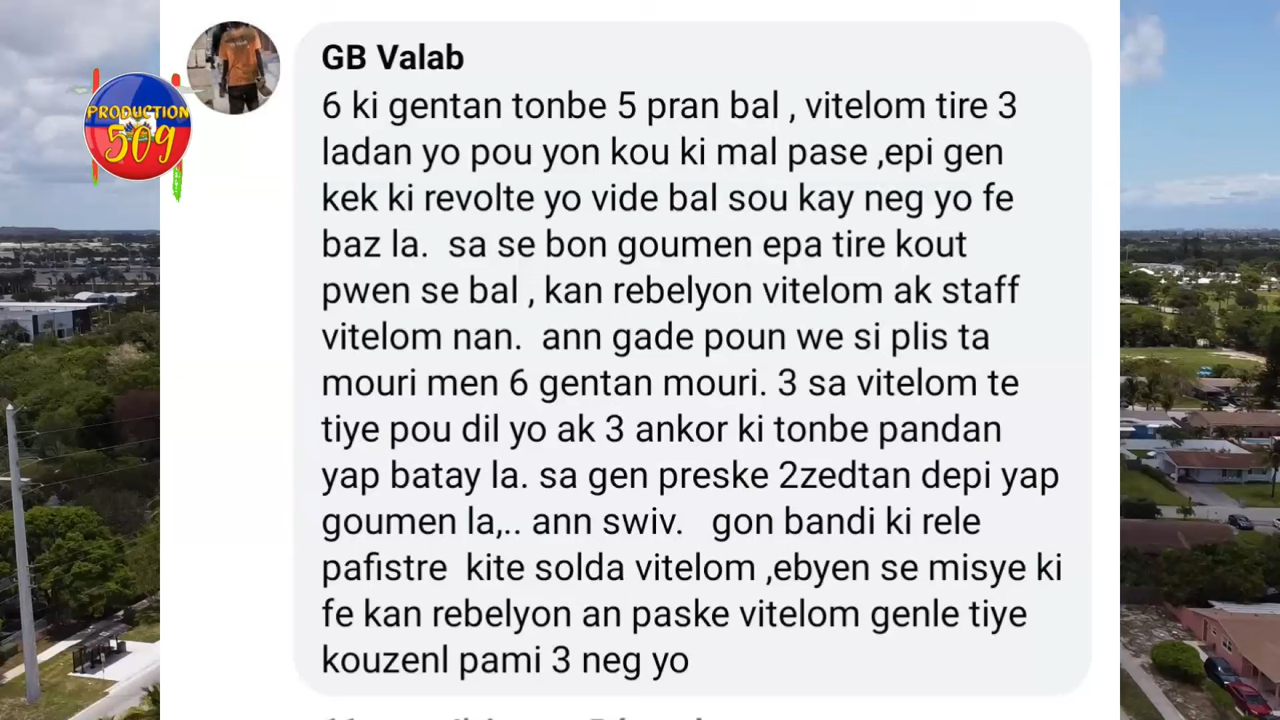 GB Valab
PRODUCTION
509
6 ki gentan tonbe 5 pran bal , vitelom tire 3
ladan yo pou yon kou ki mal pase ,epi gen
kek ki revolte yo vide bal sou kay neg yo fe
baz la.  sa se bon goumen epa tire kout
pwen se bal , kan rebelyon vitelom ak staff
vitelom nan.  ann gade poun we si plis ta
mouri men 6 gentan mouri. 3 sa vitelom te
tiye pou dil yo ak 3 ankor ki tonbe pandan
yap batay la. sa gen preske 2zedtan depi yap
goumen la,.. ann swiv.   gon bandi ki rele
pafistre  kite solda vitelom ,ebyen se misye ki
fe kan rebelyon an paske vitelom genle tiye
kouzenl pami 3 neg yo